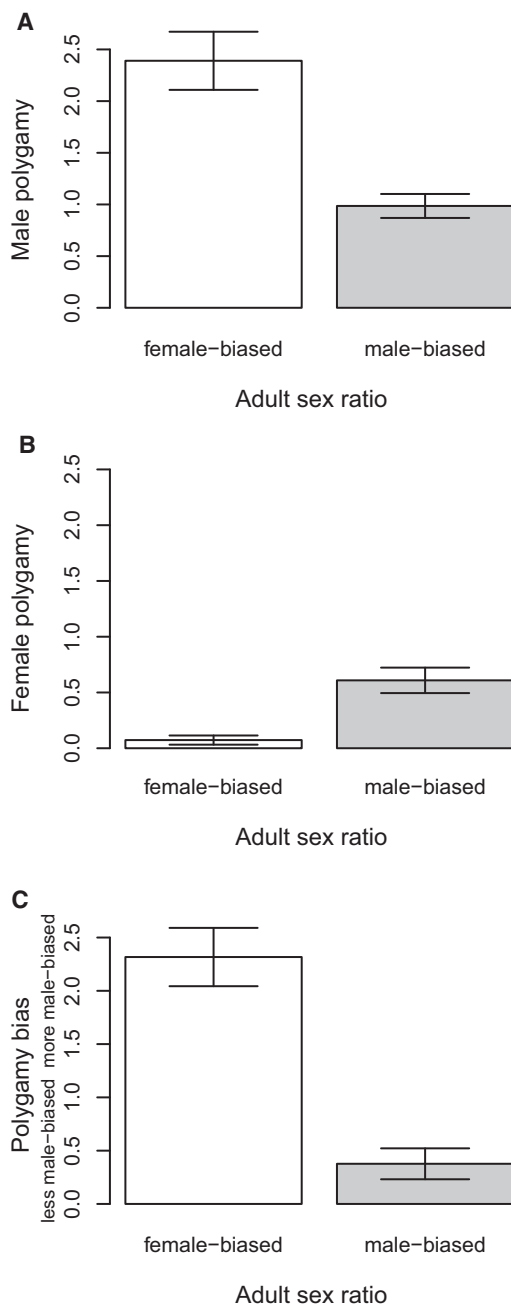 A
Male polygamy
2.5
2.0
1.5
1.0
0.5
0.0
female−biased male−biased
Adult sex ratio
B
Female polygamy
2.5
2.0
1.5
1.0
0.5
0.0
female−biased male−biased
Adult sex ratio
C
Polygamy bias
less male−biased more male−biased
2.5
2.0
1.5
1.0
0.5
0.0
female−biased male−biased
Adult sex ratio